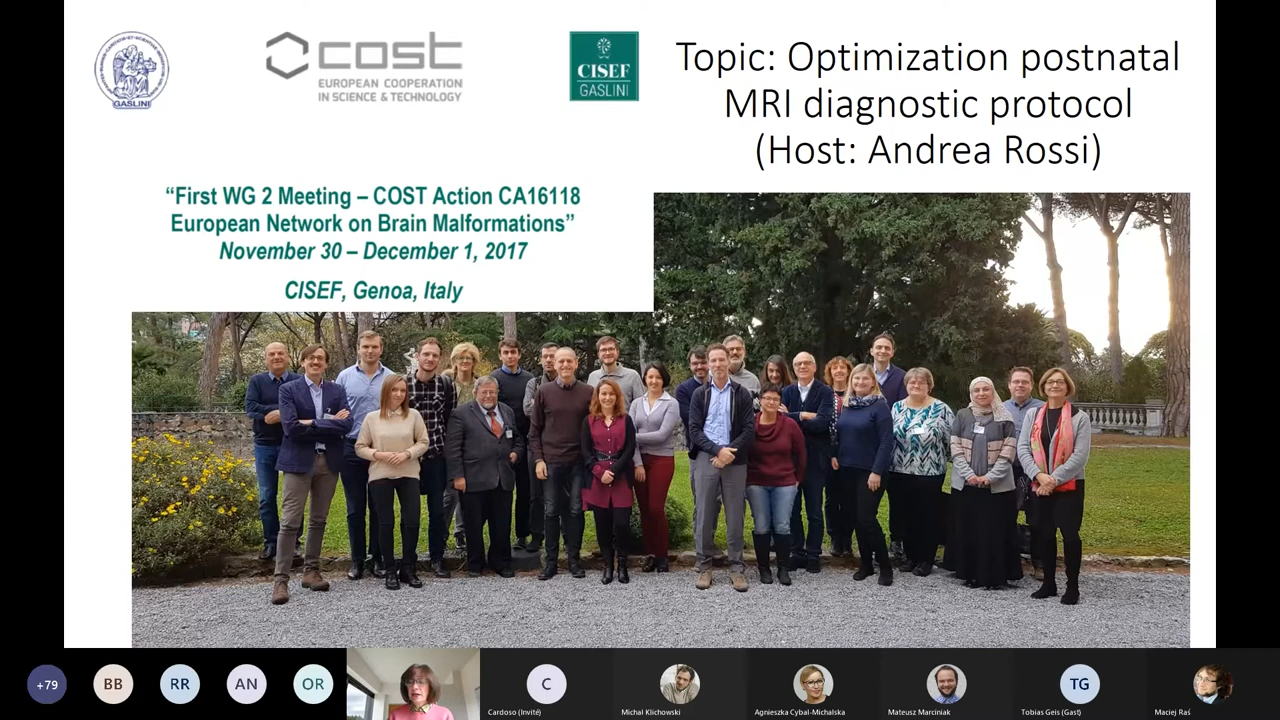 GASLINI
cost
EUROPEAN COOPERATION
IN SCIENCE & TECHNOLOGY
CISEF
GASLINI
Topic: Optimization postnatal
MRI diagnostic protocol
(Host: Andrea Rossi)
“First WG 2 Meeting – COST Action CA16118
European Network on Brain Malformations”
November 30 – December 1, 2017
CISEF, Genoa, Italy
+79
BB
RR
AN
OR
C
TG
Cardoso (Invité)
Michał Klichowski
Agnieszka Cybal-Michalska
Mateusz Marciniak
Tobias Geis (Gast)
Maciej Raś